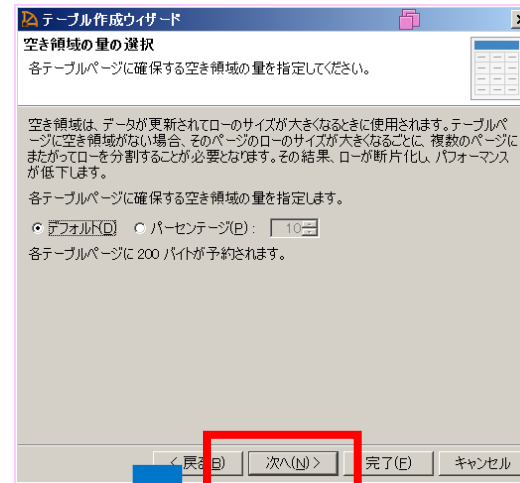 テーブル作成ウィザード
空き領域の量の選択
各テーブルページに確保する空き領域の量を指定してください。
空き領域は、データが更新されてローのサイズが大きくなるときに使用されます。テーブルペ
ージに空き領域がない場合、そのページのローのサイズが大きくなるごとに、複数のページに
またがってローを分割することが必要となります。その結果、ローが断片化し、パフォーマンス
が低下します。
各テーブルページに確保する空き領域の量を指定します。
デフォルト(D) パーセンテージ(P): 10
各テーブルページに 200 バイトが予約されます。
< 戻る(B) 次へ(N) > 完了(F) キャンセル